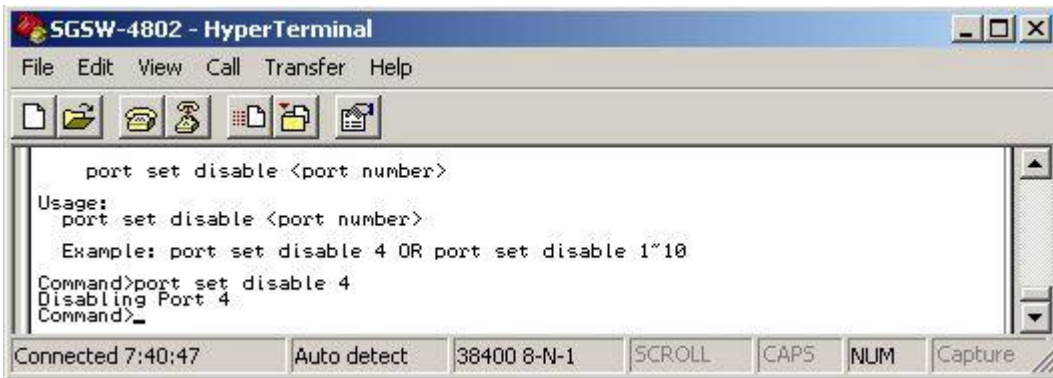 SGSW-4802 - HyperTerminal
File Edit View Call Transfer Help
port set disable <port number>
Usage:
port set disable <port number>
Example: port set disable 4 OR port set disable 1~10
Command>port set disable 4
Disabling Port 4
Command>_
Connected 7:40:47 Auto detect 38400 8-N-1 SCROLL CAPS NUM Capture